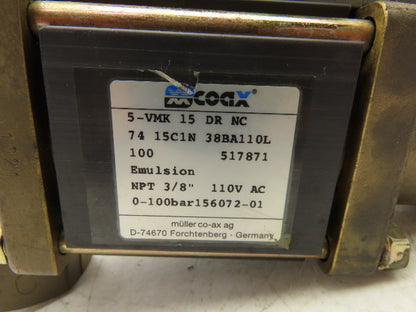 coax
5-VMK 15 DR NC
74 15C1N 38BA110L
100 517871
Emulsion
NPT 3/8" 110V AC
0-100bar156072-01
müller co-ax ag
D-74670 Forchtenberg - Germany